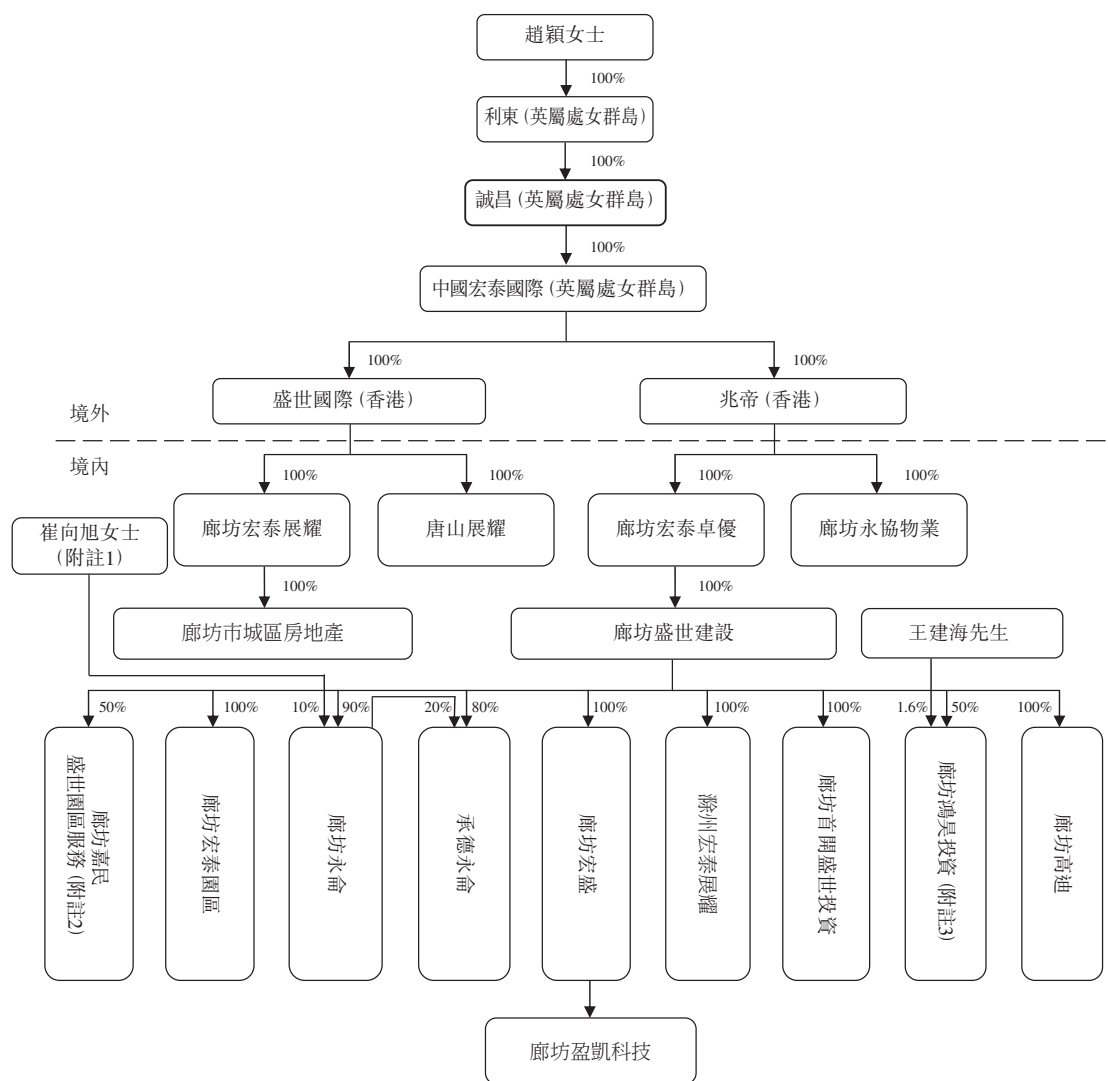 趙穎女士
100%
利東 (英屬處女群島)
100%
誠昌 (英屬處女群島)
100%
中國宏泰國際 (英屬處女群島)
100%
100%
盛世國際 (香港)
兆帝 (香港)
境外
境內
100%
100%
100%
100%
崔向旭女士
(附註1)
廊坊宏泰展耀
唐山展耀
廊坊宏泰卓優
廊坊永協物業
100%
100%
廊坊市城區房地產
廊坊盛世建設
王建海先生
50%
100%
10%
90%
20%
80%
100%
100%
100%
1.6%
50%
100%
廊坊嘉民
盛世園區服務 (附註2)
廊坊宏泰園區
廊坊永侖
承德永侖
廊坊宏盛
滁州宏泰展耀
廊坊首開盛世投資
廊坊鴻昊投資 (附註3)
廊坊高迪
廊坊盈凱科技